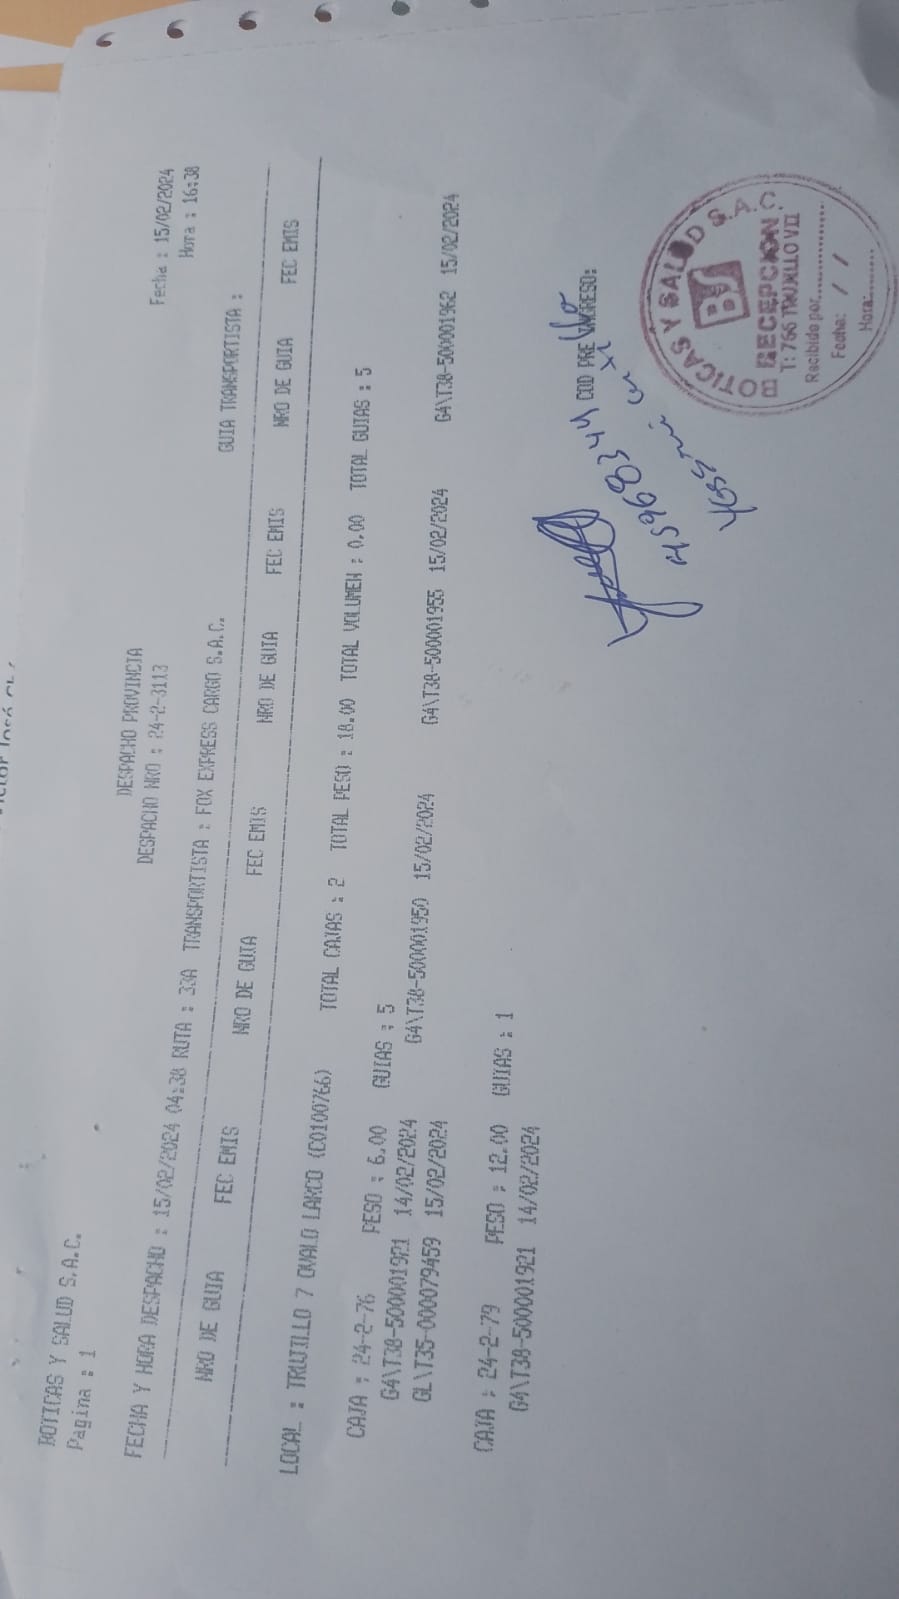 BOTICAS Y SALUD S.A.C.
Pagina : 1
Fecha : 15/02/2024
Hora : 16:38
DESPACHO PROVINCIA
DESPACHO NRO : 24-2-3113
FECHA Y HORA DESPACHO : 15/02/2024 04:38 RUTA : 33A TRANSPORTISTA : FOX EXPRESS CARGO S.A.C. GUIA TRANSPORTISTA :
NRO DE GUIA FEC EMIS NRO DE GUIA FEC EMIS NRO DE GUIA FEC EMIS NRO DE GUIA FEC EMIS
LOCAL : TRUJILLO 7 OVALO LARCO (C0100766) TOTAL CAJAS : 2 TOTAL PESO : 18.00 TOTAL VOLUMEN : 0.00 TOTAL GUIAS : 5
CAJA : 24-2-76 PESO : 6.00 GUIAS : 5
G4\T38-500001921 14/02/2024 G4\T38-500001950 15/02/2024 G4\T38-500001955 15/02/2024 G4\T38-500001962 15/02/2024
GL\T35-000079459 15/02/2024
CAJA : 24-2-79 PESO : 12.00 GUIAS : 1
G4\T38-500001921 14/02/2024
COD PRE INGRESO:
45968344
BOTICAS Y SALUD S.A.C.
BS
RECEPCION
T: 766 TRUJILLO VII
Recibido por:
Fecha: / /
Hora: